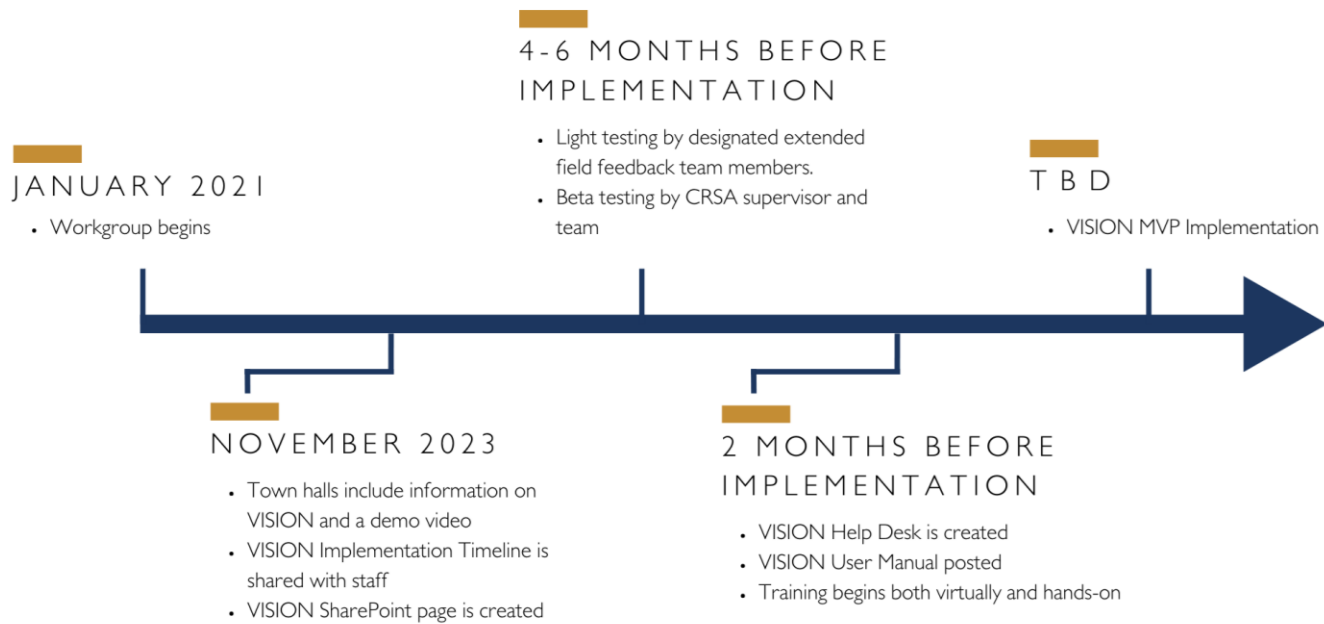 JANUARY 2021
• Workgroup begins
NOVEMBER 2023
• Town halls include information on
VISION and a demo video
• VISION Implementation Timeline is
shared with staff
• VISION SharePoint page is created
4-6 MONTHS BEFORE
IMPLEMENTATION
• Light testing by designated extended
field feedback team members.
• Beta testing by CRSA supervisor and
team
2 MONTHS BEFORE
IMPLEMENTATION
• VISION Help Desk is created
• VISION User Manual posted
• Training begins both virtually and hands-on
TBD
• VISION MVP Implementation